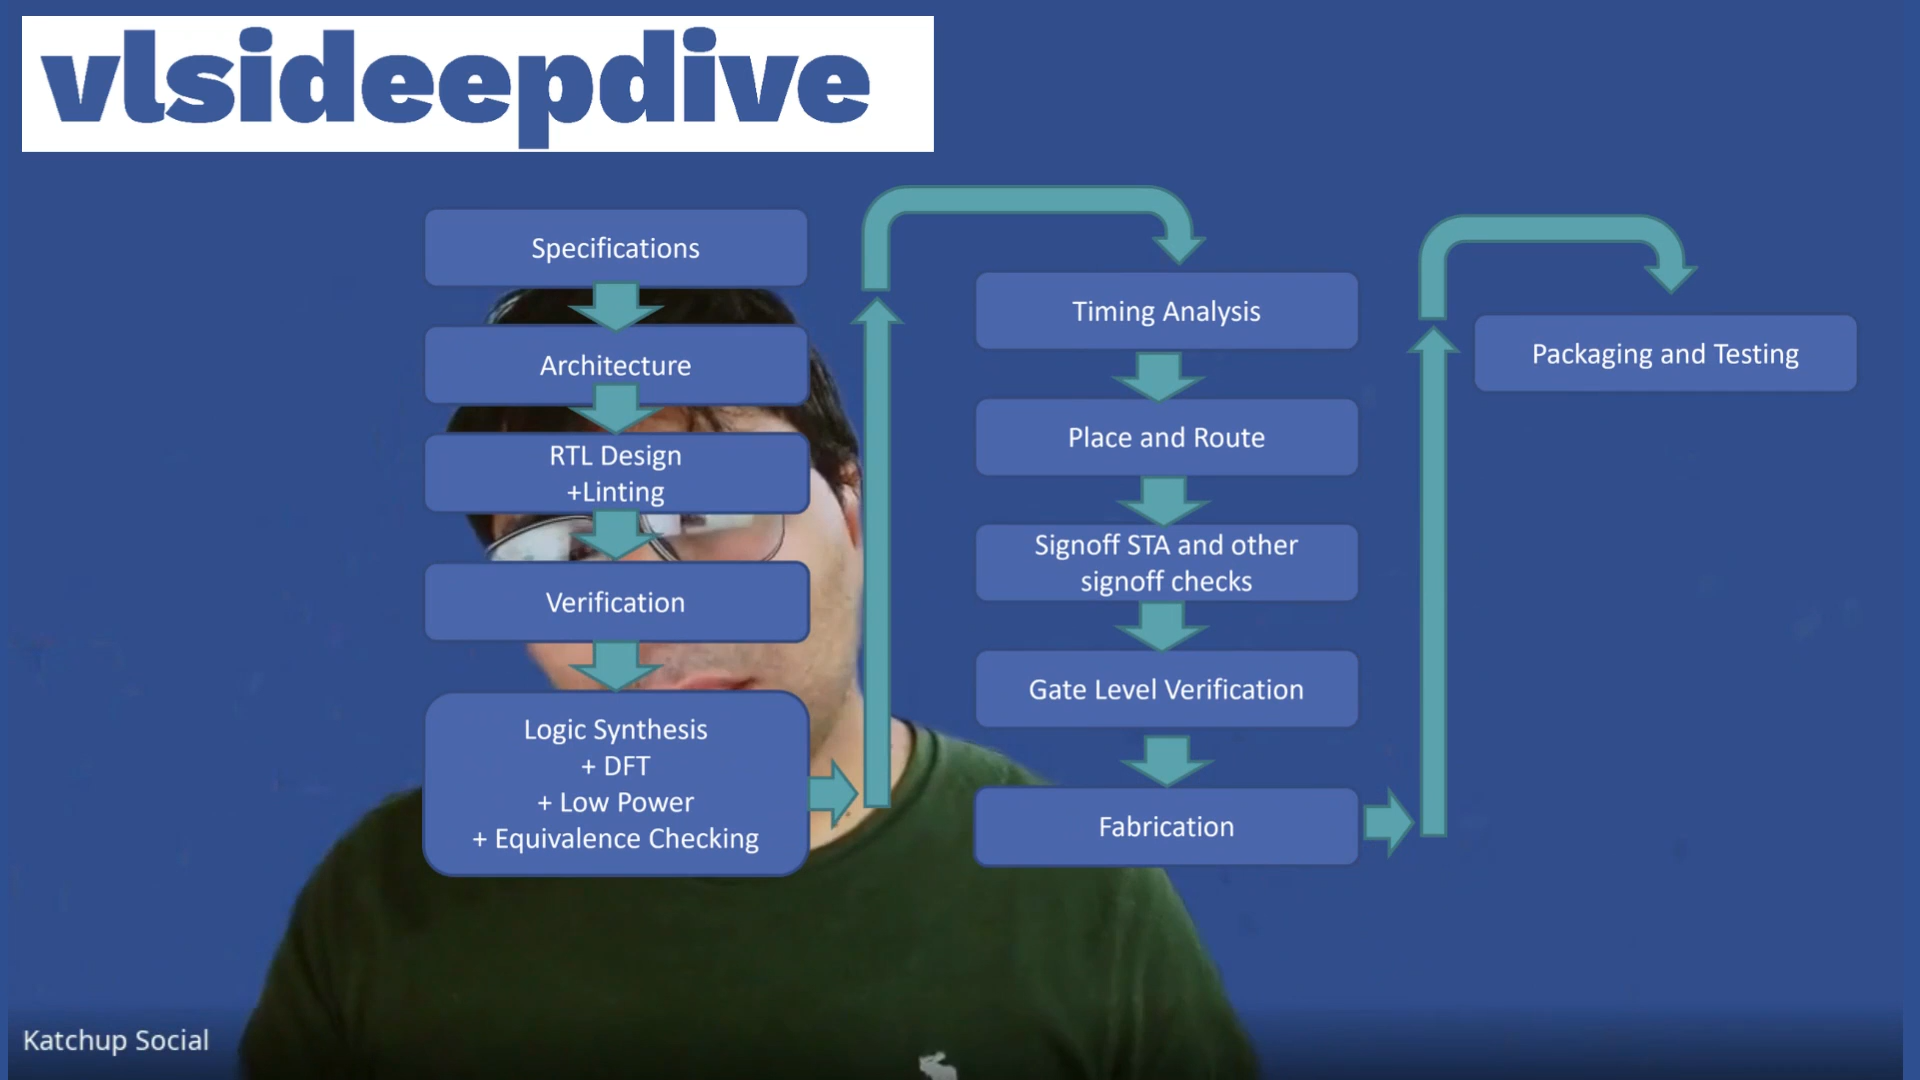 vlsideepdive
Specifications
Architecture
RTL Design
+Linting
Verification
Logic Synthesis
+ DFT
+ Low Power
+ Equivalence Checking
Timing Analysis
Place and Route
Signoff STA and other
signoff checks
Gate Level Verification
Fabrication
Packaging and Testing
Katchup Social